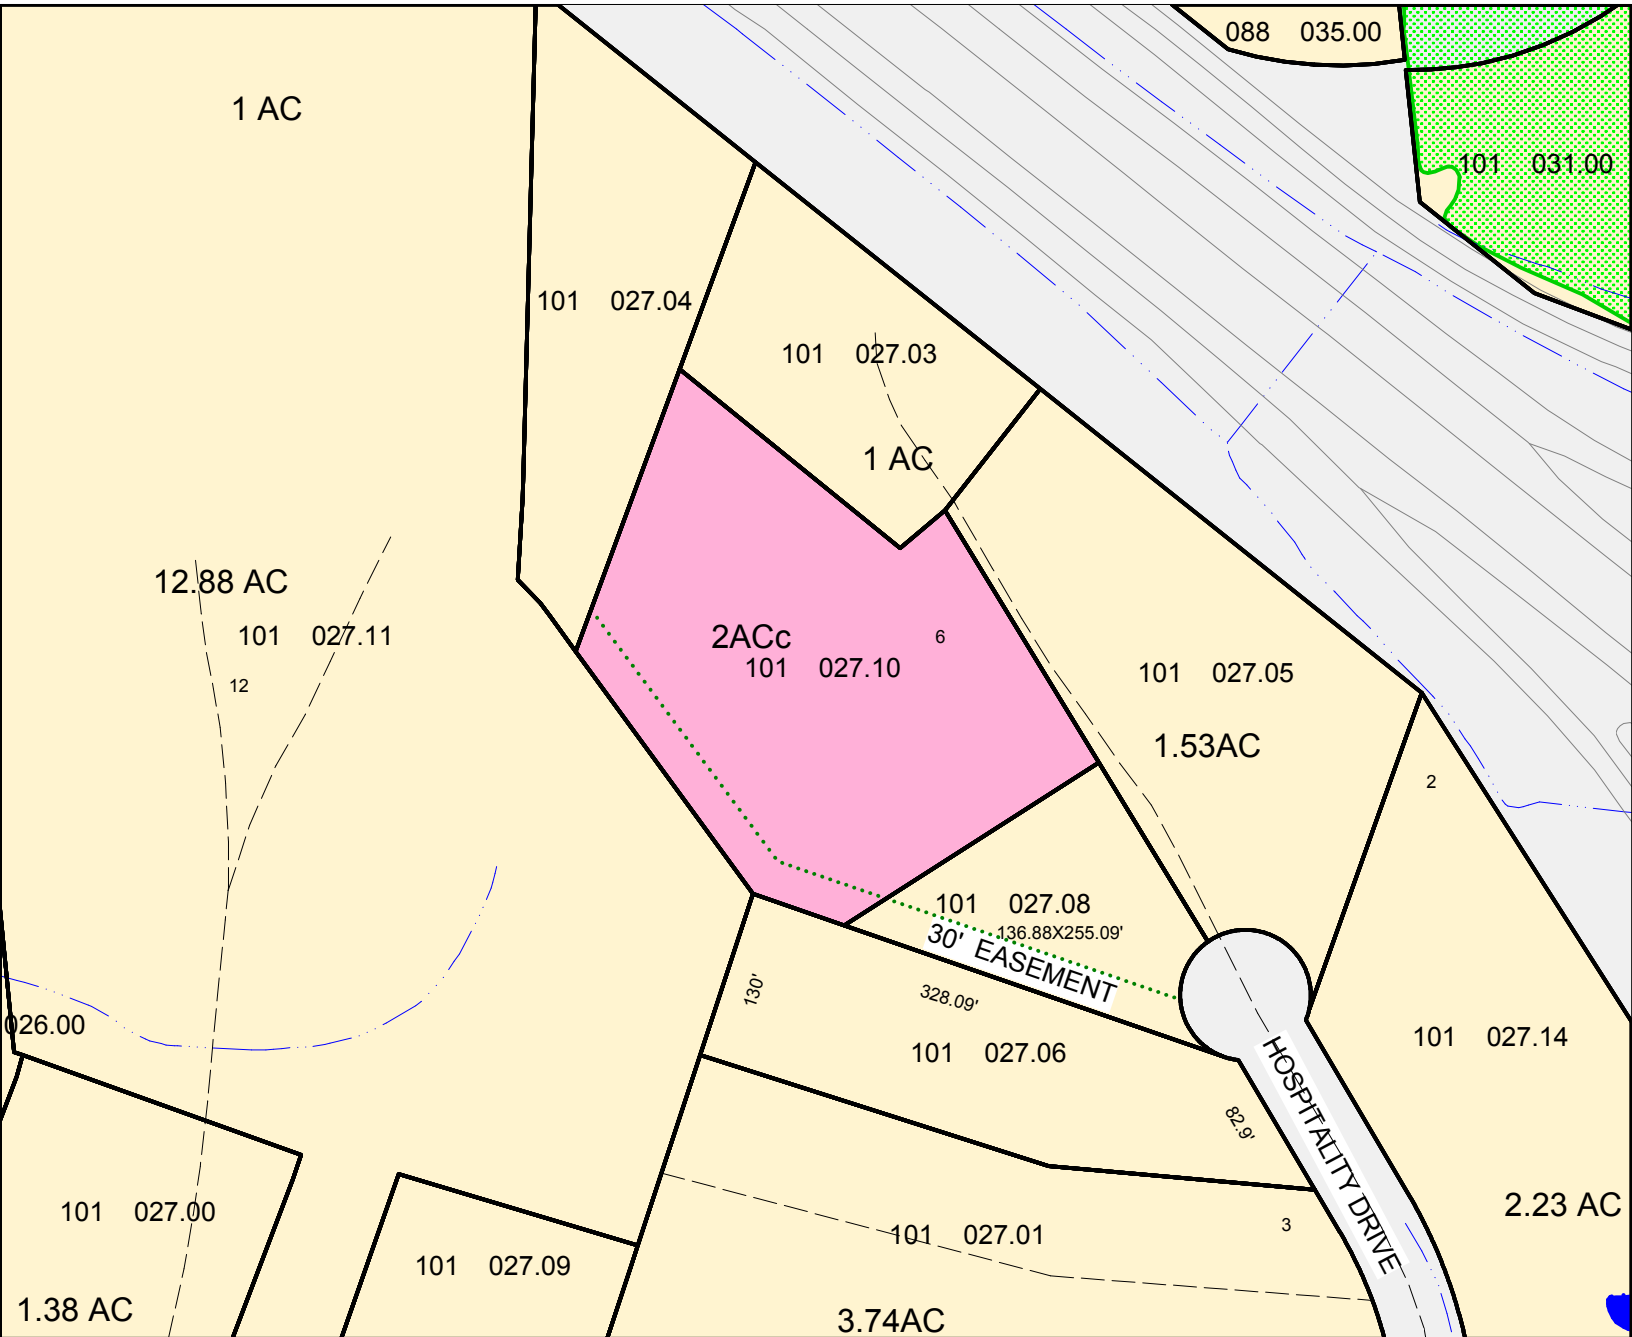 088 035.00
1 AC
101 031.00
101 027.04
101 027.03
1 AC
12.88 AC
101 027.11
12
2ACc
6
101 027.10
101 027.05
1.53AC
2
101 027.08
136.88X255.09'
30' EASEMENT
130'
328.09'
026.00
101 027.06
101 027.14
HOSPITALITY DRIVE
82.9'
101 027.00
2.23 AC
3
101 027.01
101 027.09
1.38 AC
3.74AC